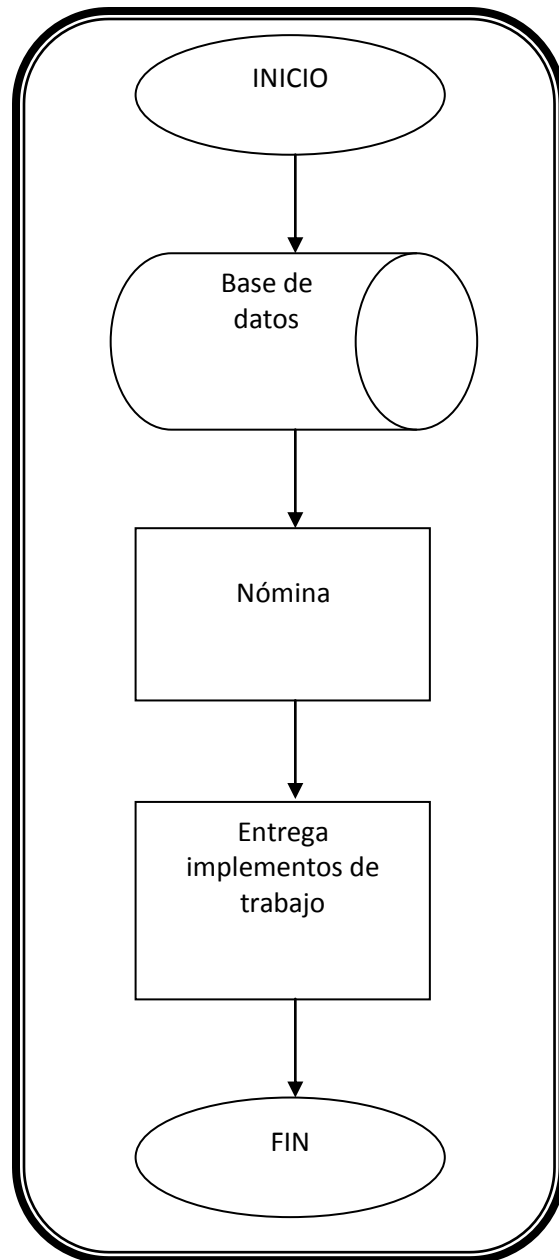 INICIO
Base de
datos
Nómina
Entrega
implementos de
trabajo
FIN